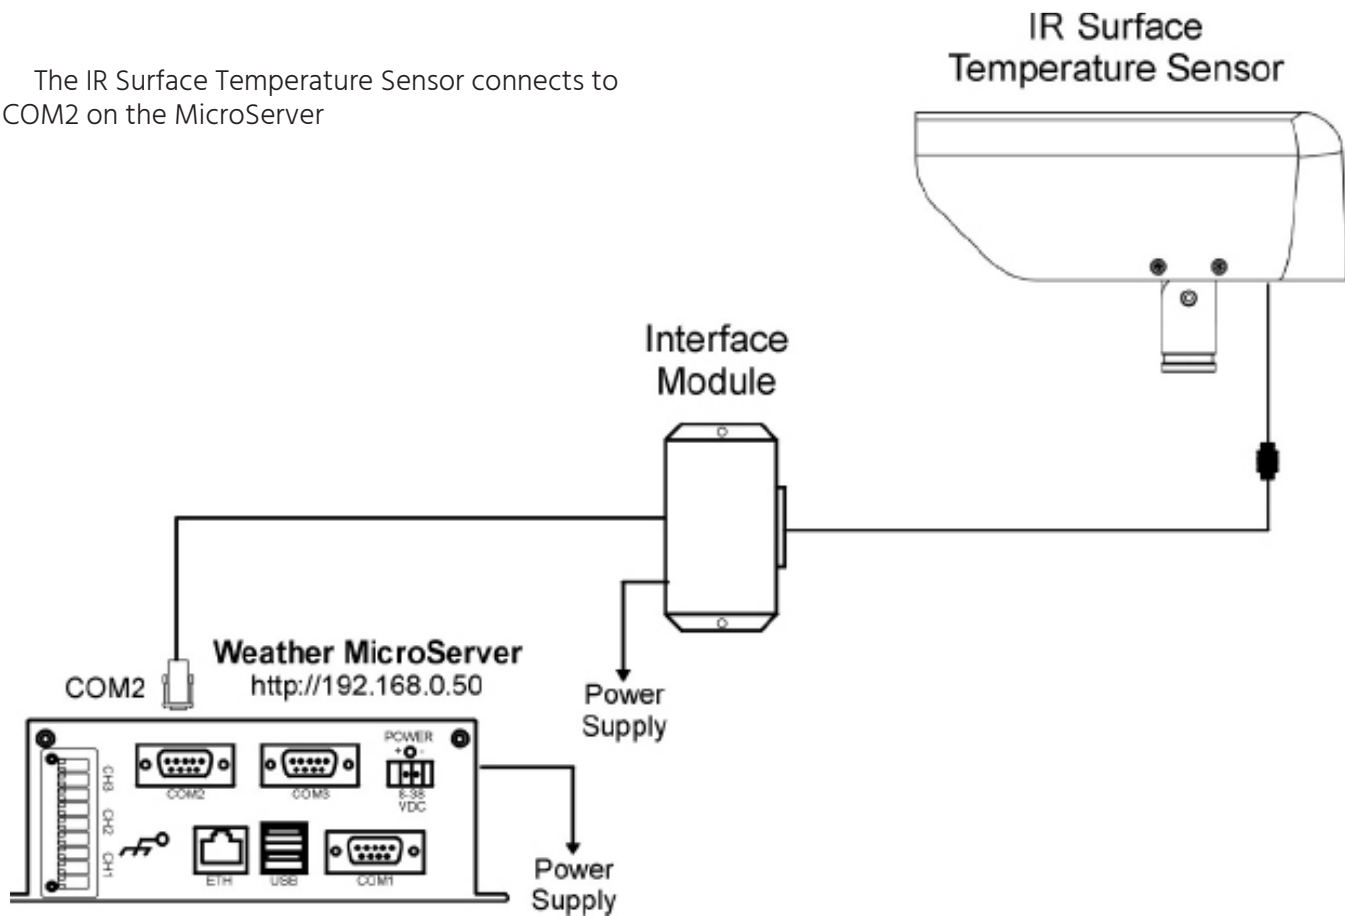 IR Surface
Temperature Sensor
The IR Surface Temperature Sensor connects to
COM2 on the MicroServer
Interface
Module
Weather MicroServer
http://192.168.0.50
COM2
Power
Supply
POWER
+ -
COM2
COM3
8-38
VDC
CH3
CH2
CH1
ETH
USB
COM1
Power
Supply